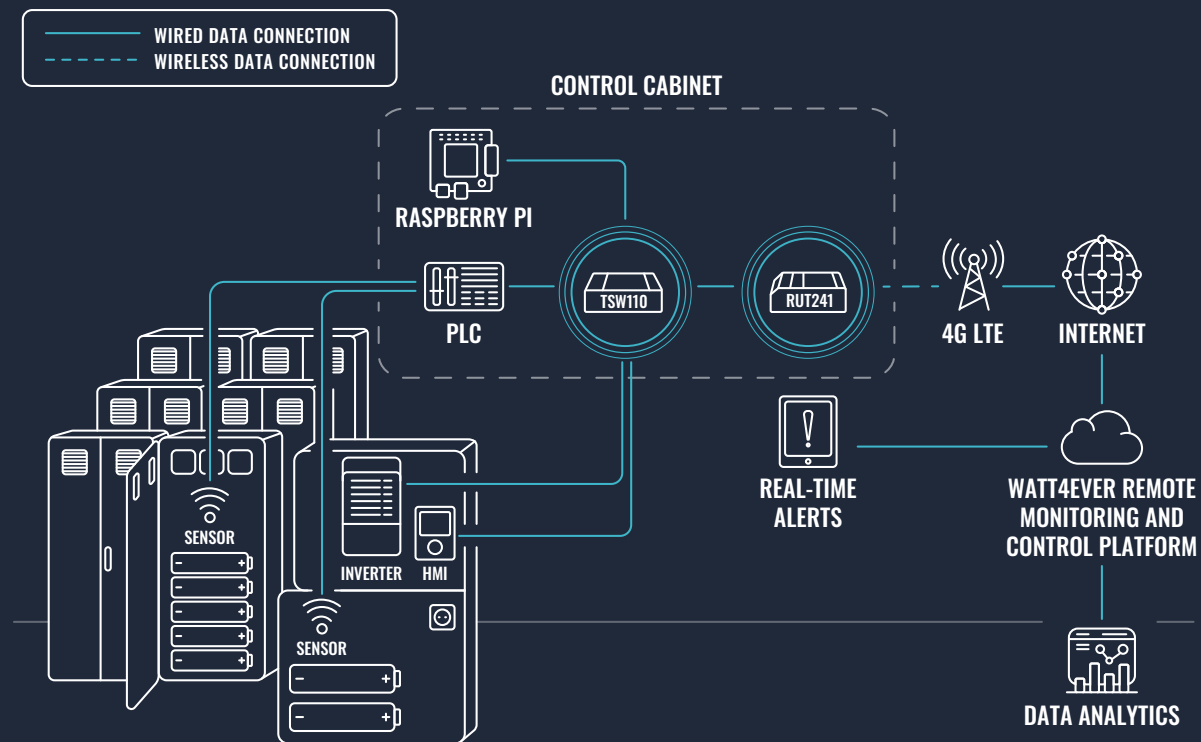 WIRED DATA CONNECTION
WIRELESS DATA CONNECTION
CONTROL CABINET
RASPBERRY PI
TSW110
RUT241
PLC
4G LTE
INTERNET
REAL-TIME
ALERTS
WATT4EVER REMOTE
MONITORING AND
CONTROL PLATFORM
SENSOR
INVERTER
HMI
SENSOR
DATA ANALYTICS